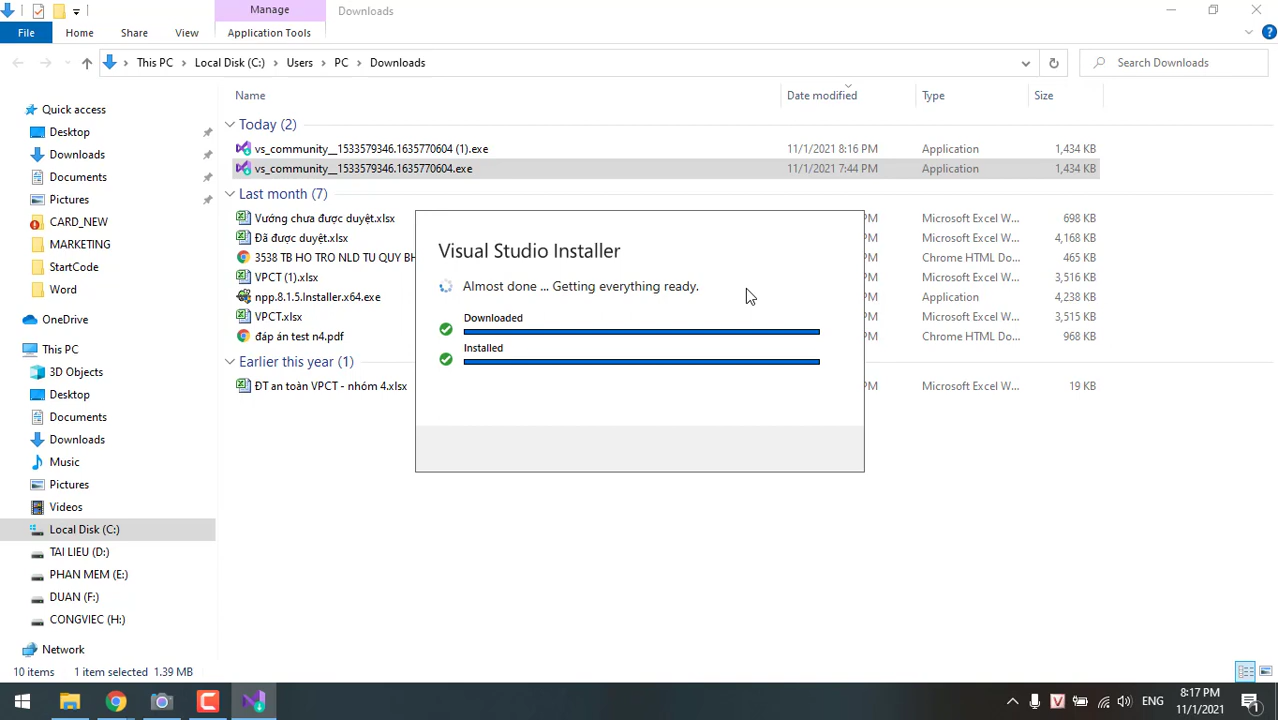 Manage
Downloads
File
Home
Share
View
Application Tools
This PC
Local Disk (C:)
Users
PC
Downloads
Search Downloads
Name
Date modified
Type
Size
Quick access
Desktop
Downloads
Documents
Pictures
CARD_NEW
MARKETING
StartCode
Word
OneDrive
This PC
3D Objects
Desktop
Documents
Downloads
Music
Pictures
Videos
Local Disk (C:)
TAI LIEU (D:)
PHAN MEM (E:)
DUAN (F:)
CONGVIEC (H:)
Network
Today (2)
vs_community__1533579346.1635770604 (1).exe 11/1/2021 8:16 PM Application 1,434 KB
vs_community__1533579346.1635770604.exe 11/1/2021 7:44 PM Application 1,434 KB
Last month (7)
Vướng chưa được duyệt.xlsx PM Microsoft Excel W... 698 KB
Đã được duyệt.xlsx PM Microsoft Excel W... 4,168 KB
3538 TB HO TRO NLD TU QUY BH PM Chrome HTML Do... 465 KB
VPCT (1).xlsx PM Microsoft Excel W... 3,516 KB
npp.8.1.5.Installer.x64.exe PM Application 4,238 KB
VPCT.xlsx PM Microsoft Excel W... 3,515 KB
đáp án test n4.pdf PM Chrome HTML Do... 968 KB
Earlier this year (1)
ĐT an toàn VPCT - nhóm 4.xlsx PM Microsoft Excel W... 19 KB
Visual Studio Installer
Almost done ... Getting everything ready.
Downloaded
Installed
10 items 1 item selected 1.39 MB
ENG
8:17 PM
11/1/2021
1